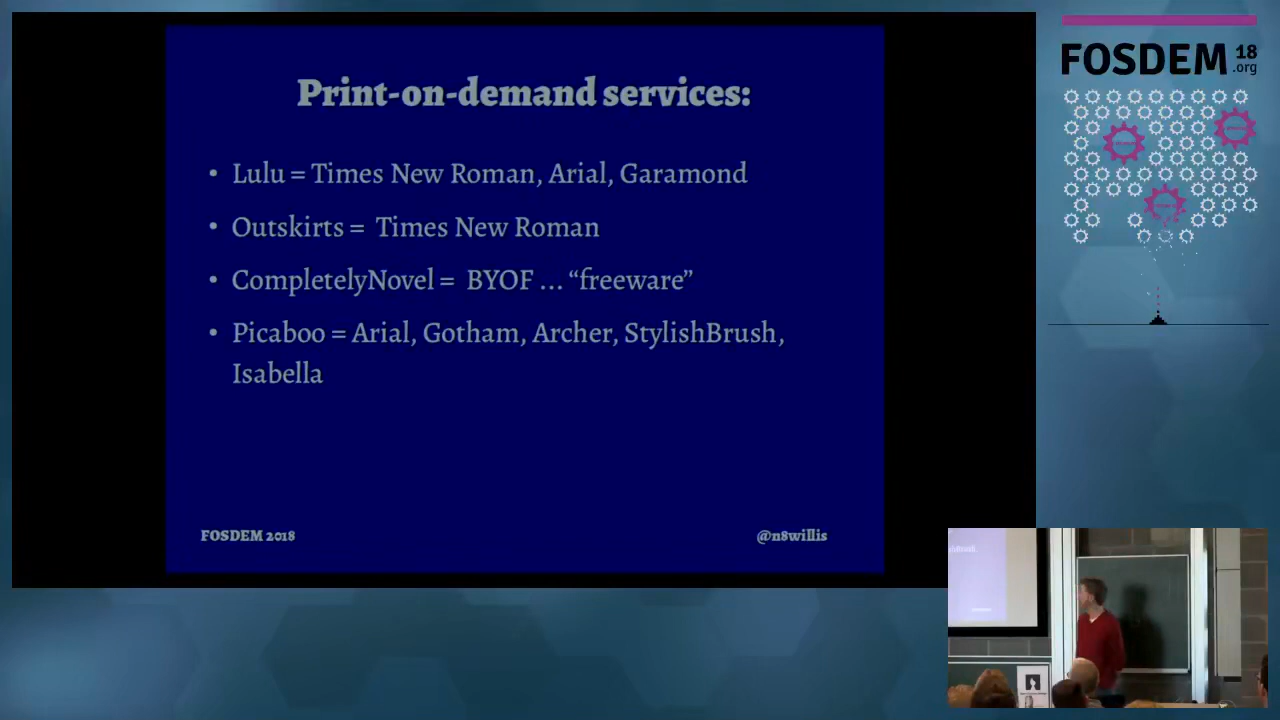 Print-on-demand services:
• Lulu = Times New Roman, Arial, Garamond
• Outskirts = Times New Roman
• CompletelyNovel = BYOF ... “freeware”
• Picaboo = Arial, Gotham, Archer, StylishBrush,
Isabella
FOSDEM 2018
@n8willis
FOSDEM 18
.org